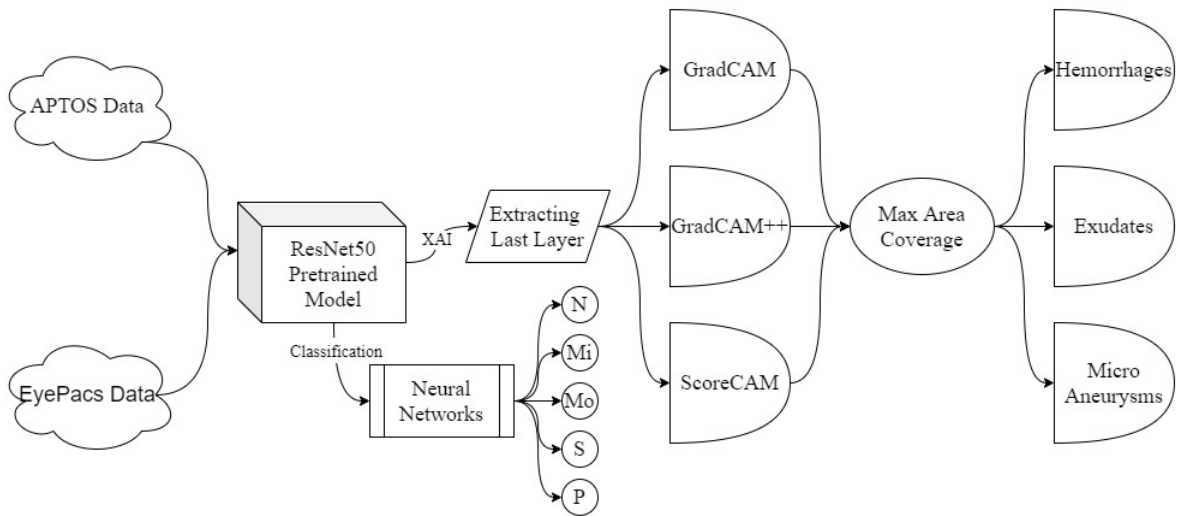 APTOS Data
EyePacs Data
ResNet50
Pretrained
Model
XAI
Classification
Extracting
Last Layer
Neural
Networks
N
Mi
Mo
S
P
GradCAM
GradCAM++
ScoreCAM
Max Area
Coverage
Hemorrhages
Exudates
Micro
Aneurysms